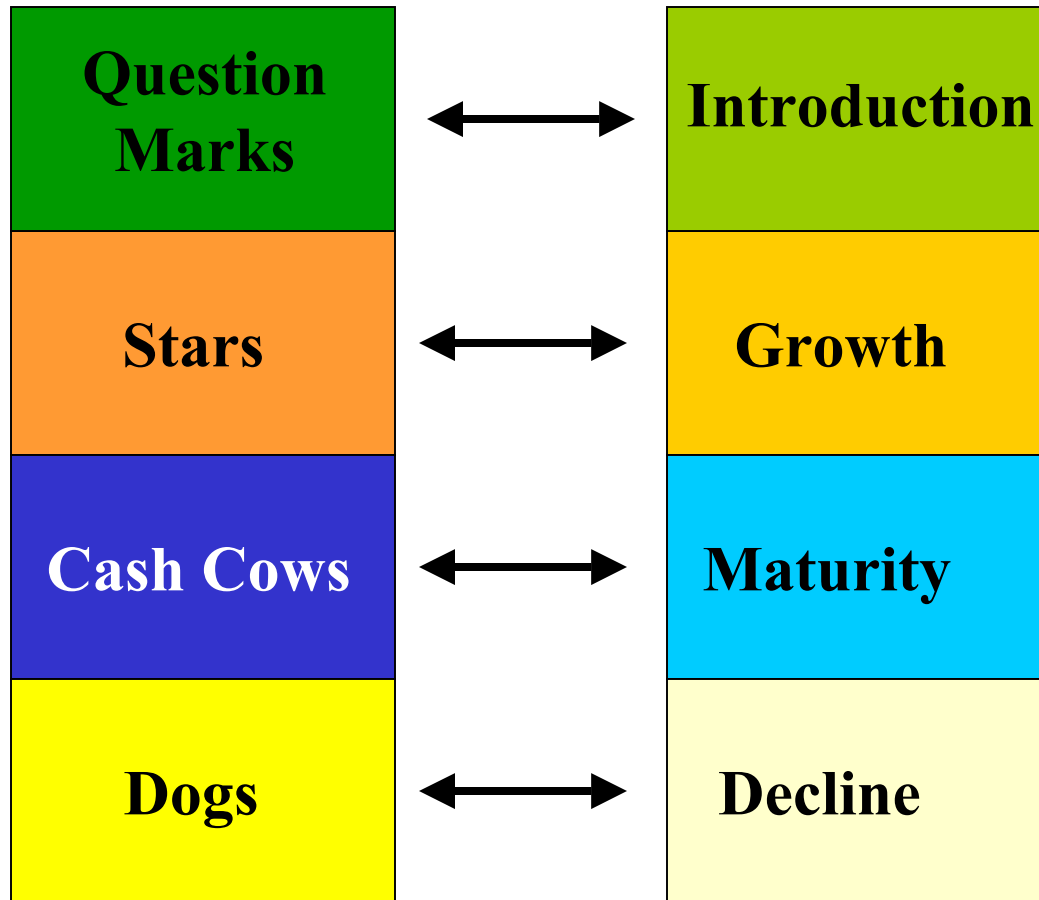 Question
Marks
Introduction
Stars
Growth
Cash Cows
Maturity
Dogs
Decline